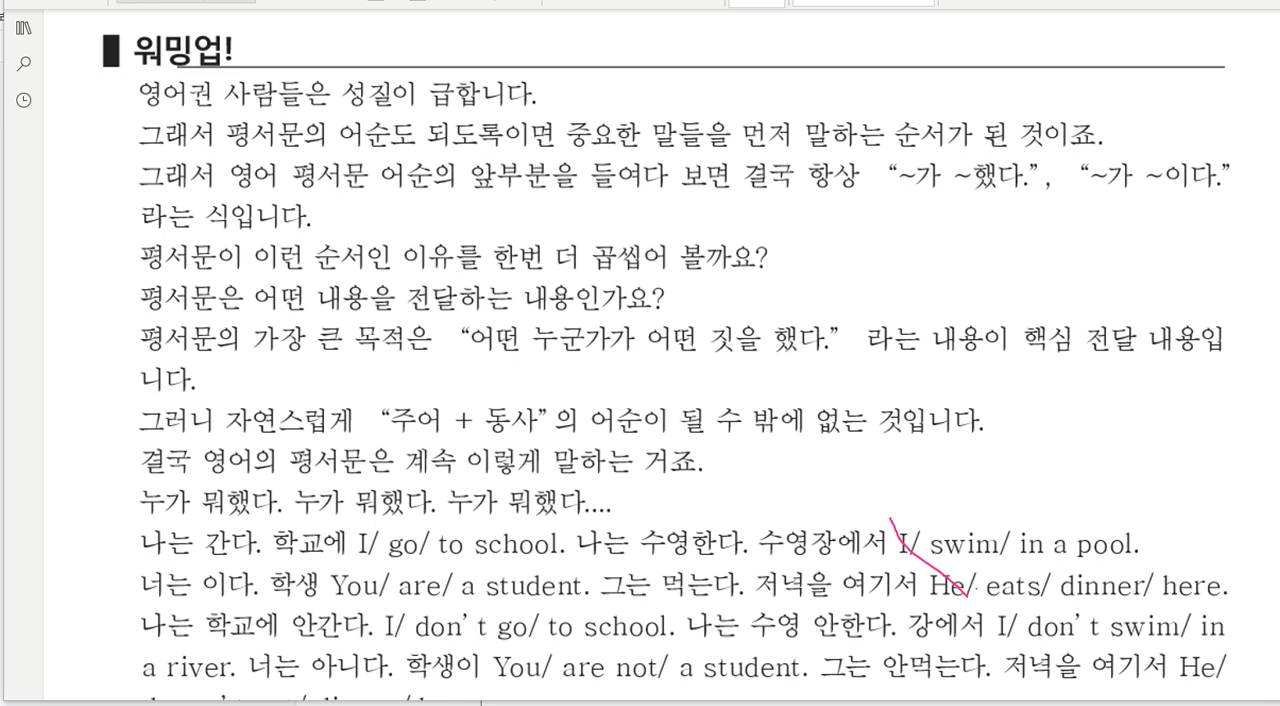 워밍업!
영어권 사람들은 성질이 급합니다.
그래서 평서문의 어순도 되도록이면 중요한 말들을 먼저 말하는 순서가 된 것이죠.
그래서 영어 평서문 어순의 앞부분을 들여다 보면 결국 항상 “~가 ~했다.”, “~가 ~이다.”
라는 식입니다.
평서문이 이런 순서인 이유를 한번 더 곱씹어 볼까요?
평서문은 어떤 내용을 전달하는 내용인가요?
평서문의 가장 큰 목적은 “어떤 누군가가 어떤 짓을 했다.” 라는 내용이 핵심 전달 내용입
니다.
그러니 자연스럽게 “주어 + 동사”의 어순이 될 수 밖에 없는 것입니다.
결국 영어의 평서문은 계속 이렇게 말하는 거죠.
누가 뭐했다. 누가 뭐했다. 누가 뭐했다....
나는 간다. 학교에 I/ go/ to school. 나는 수영한다. 수영장에서 I/ swim/ in a pool.
너는 이다. 학생 You/ are/ a student. 그는 먹는다. 저녁을 여기서 He/ eats/ dinner/ here.
나는 학교에 안간다. I/ don’t go/ to school. 나는 수영 안한다. 강에서 I/ don’t swim/ in
a river. 너는 아니다. 학생이 You/ are not/ a student. 그는 안먹는다. 저녁을 여기서 He/